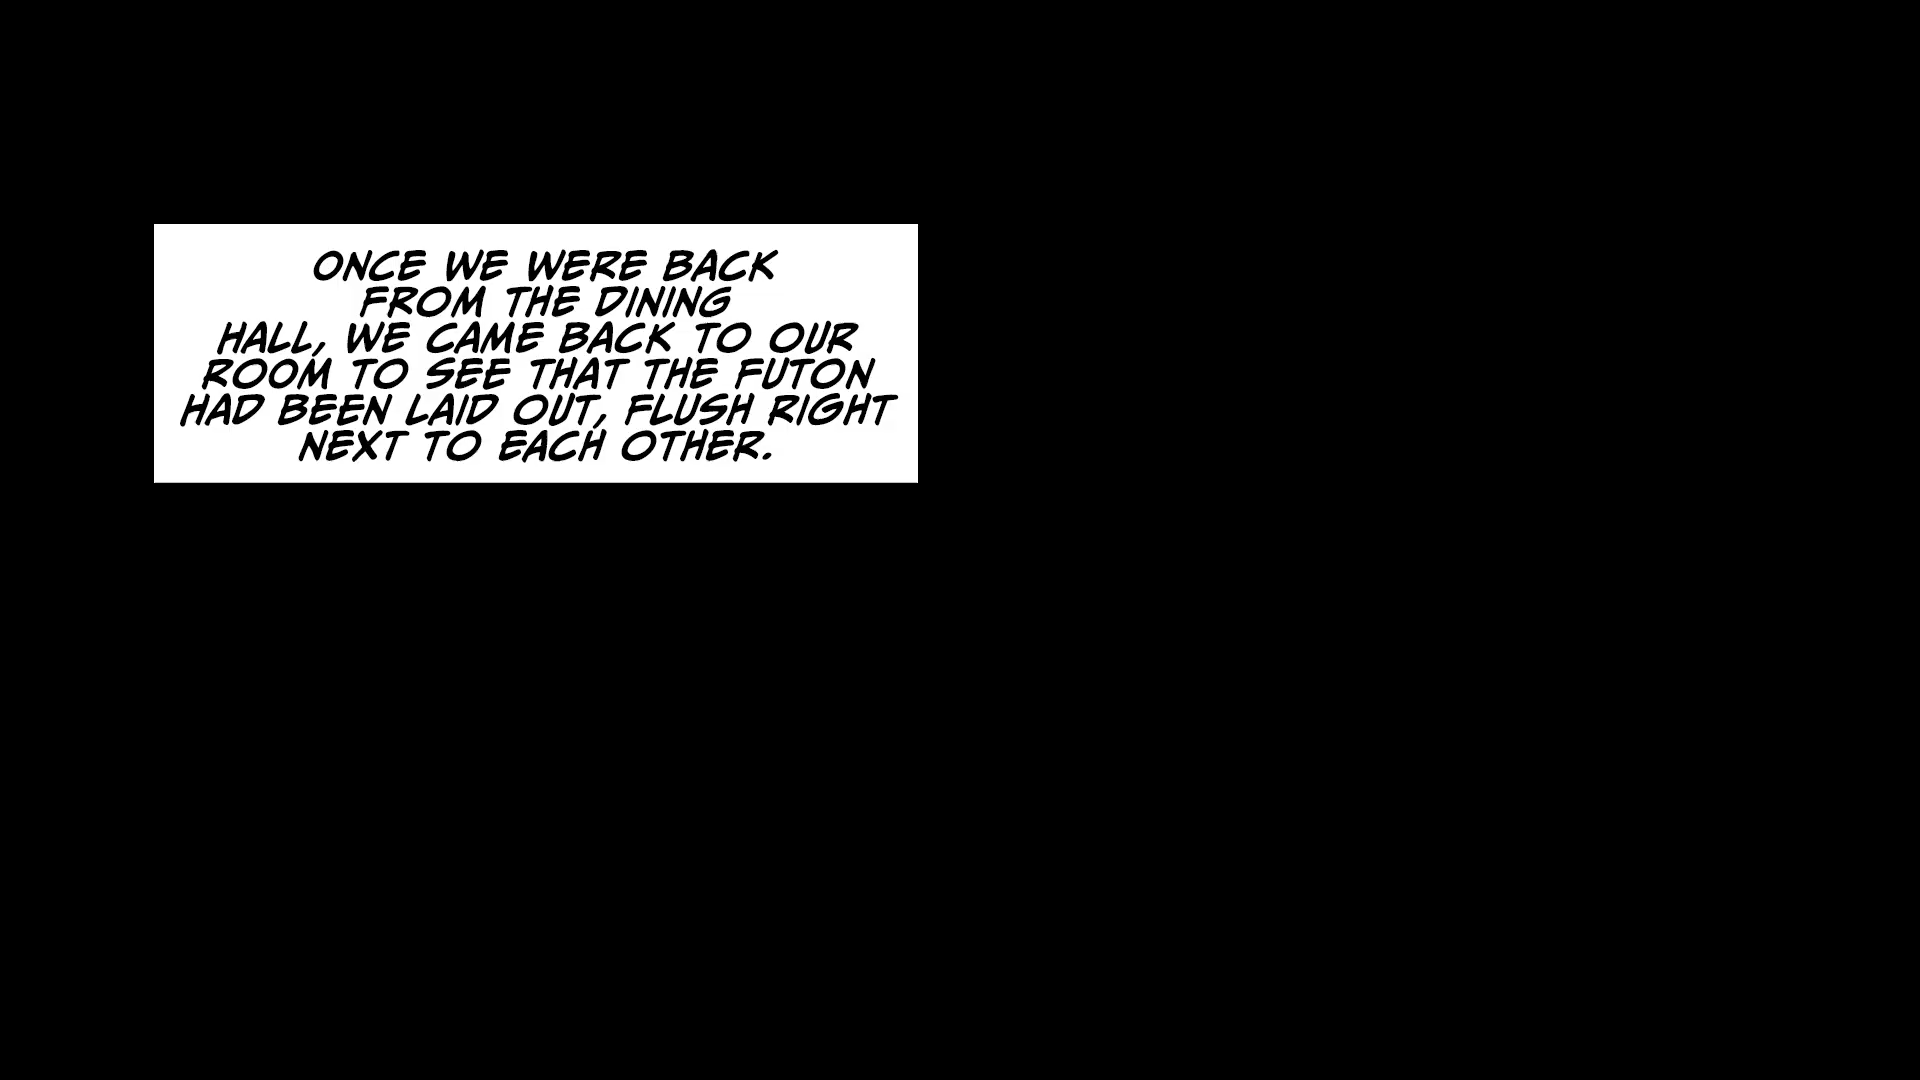 ONCE WE WERE BACK
FROM THE DINING
HALL, WE CAME BACK TO OUR
ROOM TO SEE THAT THE FUTON
HAD BEEN LAID OUT, FLUSH RIGHT
NEXT TO EACH OTHER.